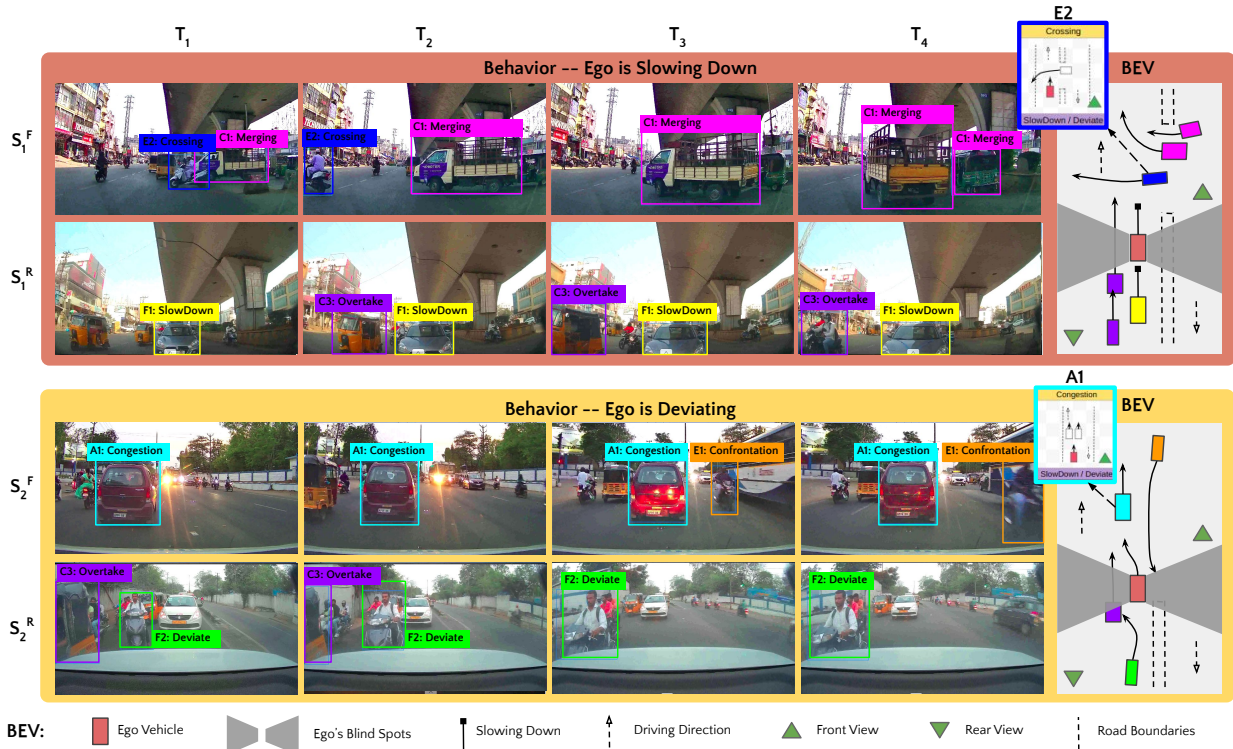 T1 T2 T3 T4 E2
Behavior -- Ego is Slowing Down
BEV
Crossing
SlowDown / Deviate
S1F
E2: Crossing
C1: Merging
E2: Crossing
C1: Merging
C1: Merging
C1: Merging
C1: Merging
S1R
F1: SlowDown
C3: Overtake
F1: SlowDown
C3: Overtake
F1: SlowDown
C3: Overtake
F1: SlowDown
A1
Behavior -- Ego is Deviating
BEV
Congestion
SlowDown / Deviate
S2F
A1: Congestion
A1: Congestion
A1: Congestion
E1: Confrontation
A1: Congestion
E1: Confrontation
S2R
C3: Overtake
F2: Deviate
C3: Overtake
F2: Deviate
F2: Deviate
F2: Deviate
BEV:
Ego Vehicle
Ego's Blind Spots
Slowing Down
Driving Direction
Front View
Rear View
Road Boundaries